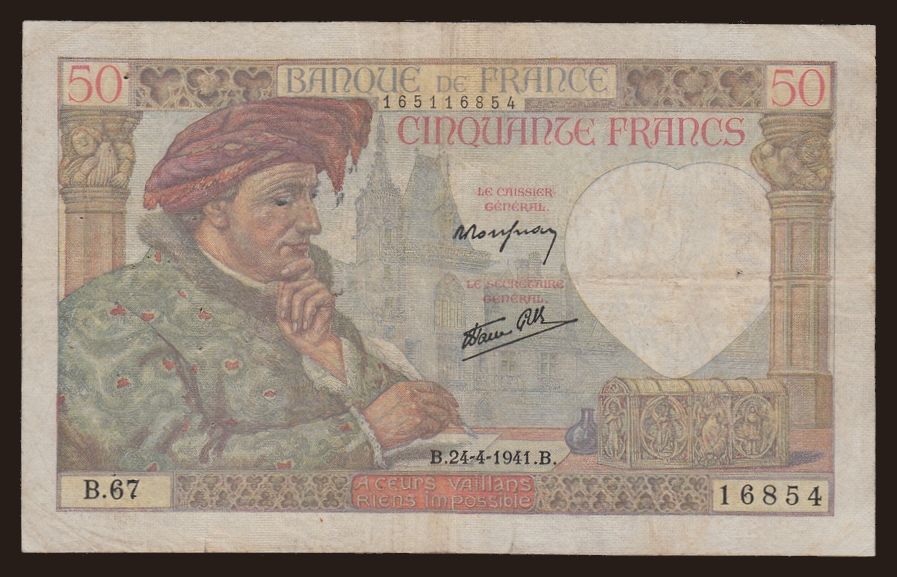 50 BANQUE DE FRANCE 50
165116854
CINQUANTE FRANCS
LE CAISSIER
GÉNÉRAL.
LE SECRÉTAIRE
GÉNÉRAL.
B.24-4-1941.B.
B.67
A CEURS VAILLANS
RIENS IMPOSSIBLE
16854